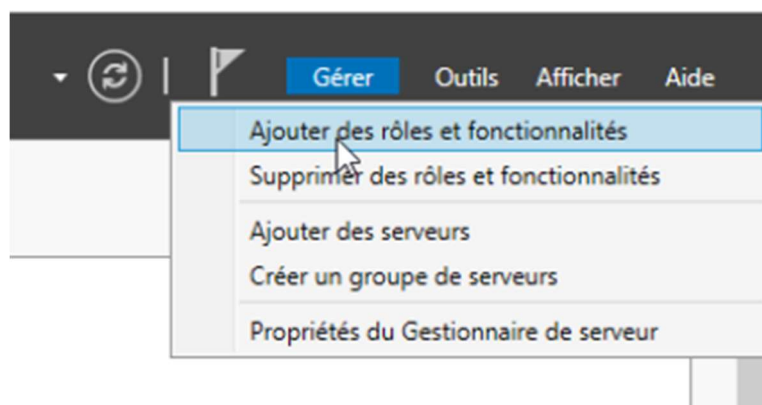 Gérer Outils Afficher Aide
Ajouter des rôles et fonctionnalités
Supprimer des rôles et fonctionnalités
Ajouter des serveurs
Créer un groupe de serveurs
Propriétés du Gestionnaire de serveur